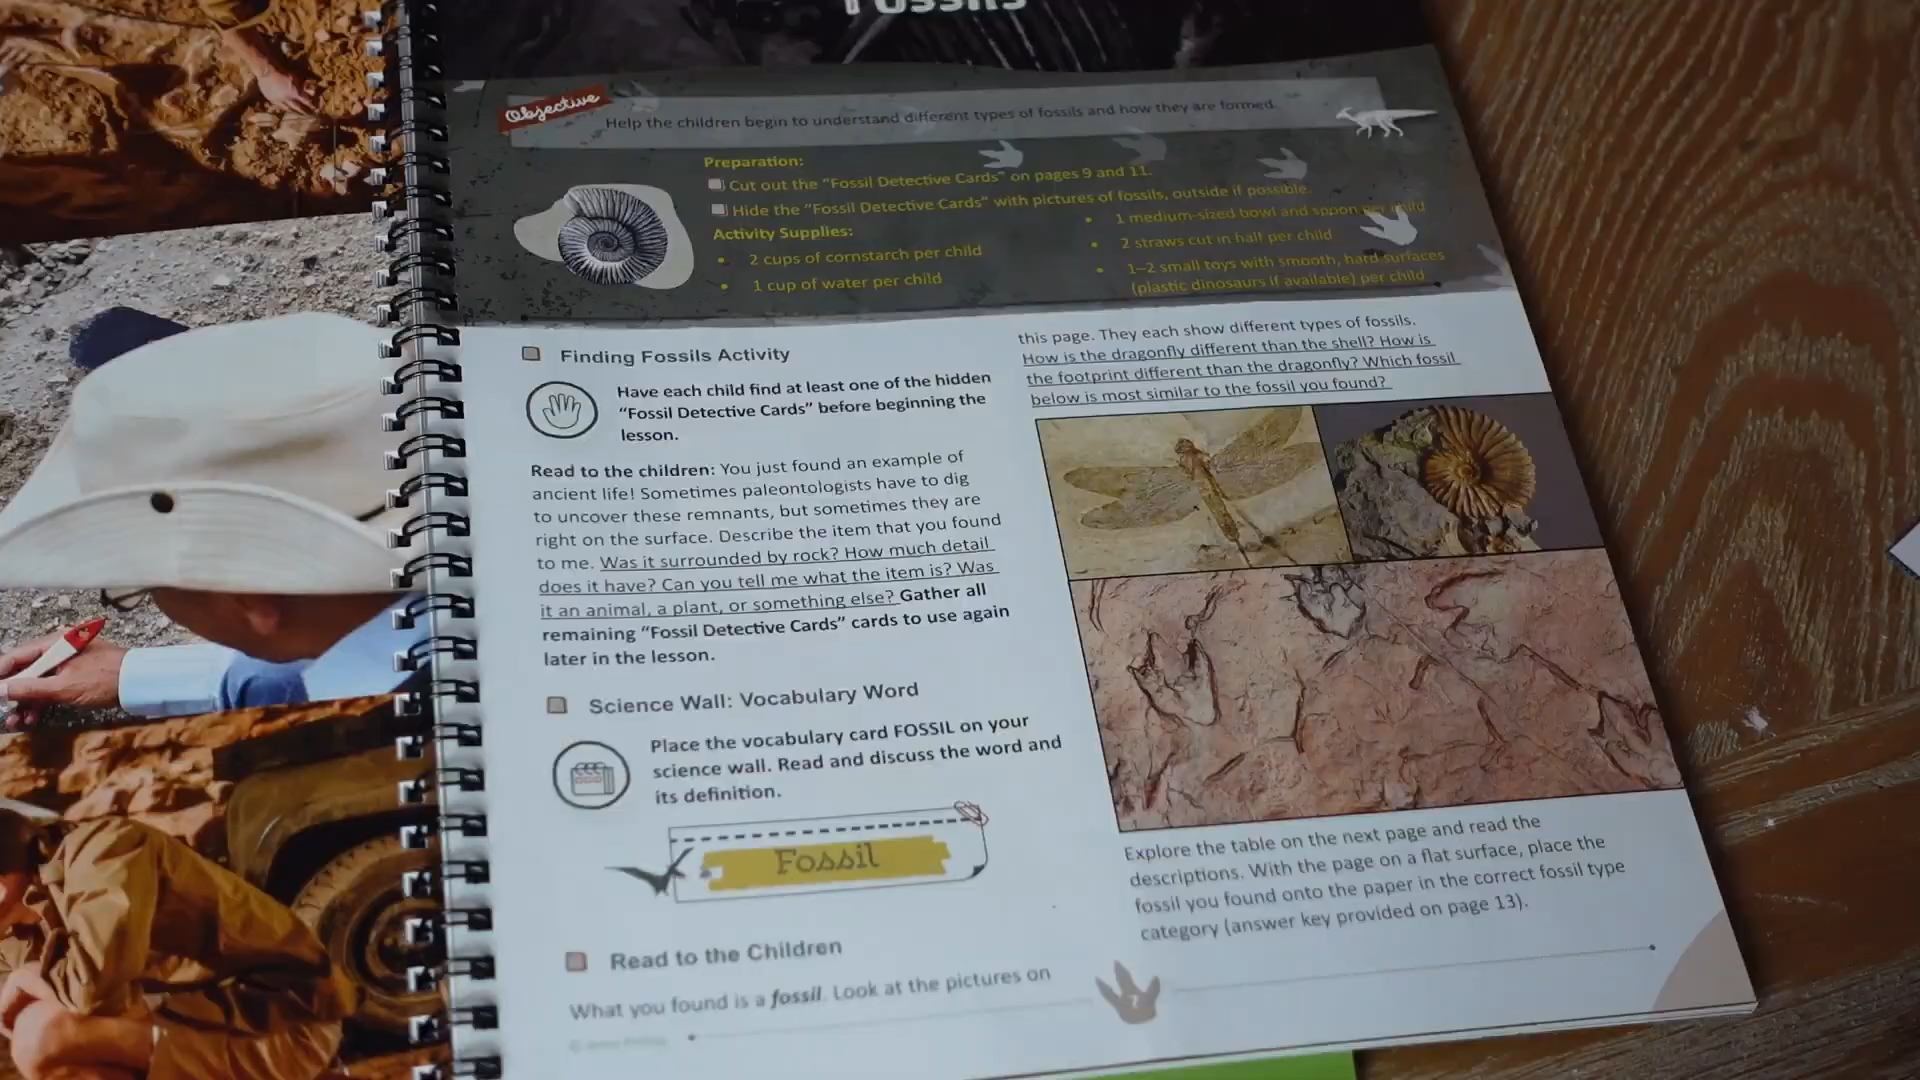 Fossils
Objective
Help the children begin to understand different types of fossils and how they are formed.
Preparation:
Cut out the "Fossil Detective Cards" on pages 9 and 11.
Hide the "Fossil Detective Cards" with pictures of fossils, outside if possible.
Activity Supplies:
• 2 cups of cornstarch per child
• 1 cup of water per child
• 1 medium-sized bowl and spoon per child
• 2 straws cut in half per child
• 1–2 small toys with smooth, hard surfaces
(plastic dinosaurs if available) per child
Finding Fossils Activity
Have each child find at least one of the hidden
“Fossil Detective Cards” before beginning the
lesson.
Read to the children: You just found an example of
ancient life! Sometimes paleontologists have to dig
to uncover these remnants, but sometimes they are
right on the surface. Describe the item that you found
to me. Was it surrounded by rock? How much detail
does it have? Can you tell me what the item is? Was
it an animal, a plant, or something else? Gather all
remaining “Fossil Detective Cards” cards to use again
later in the lesson.
Science Wall: Vocabulary Word
Place the vocabulary card FOSSIL on your
science wall. Read and discuss the word and
its definition.
Fossil
Read to the Children
What you found is a fossil. Look at the pictures on
this page. They each show different types of fossils.
How is the dragonfly different than the shell? How is
the footprint different than the dragonfly? Which fossil
below is most similar to the fossil you found?
Explore the table on the next page and read the
descriptions. With the page on a flat surface, place the
fossil you found onto the paper in the correct fossil type
category (answer key provided on page 13).
7